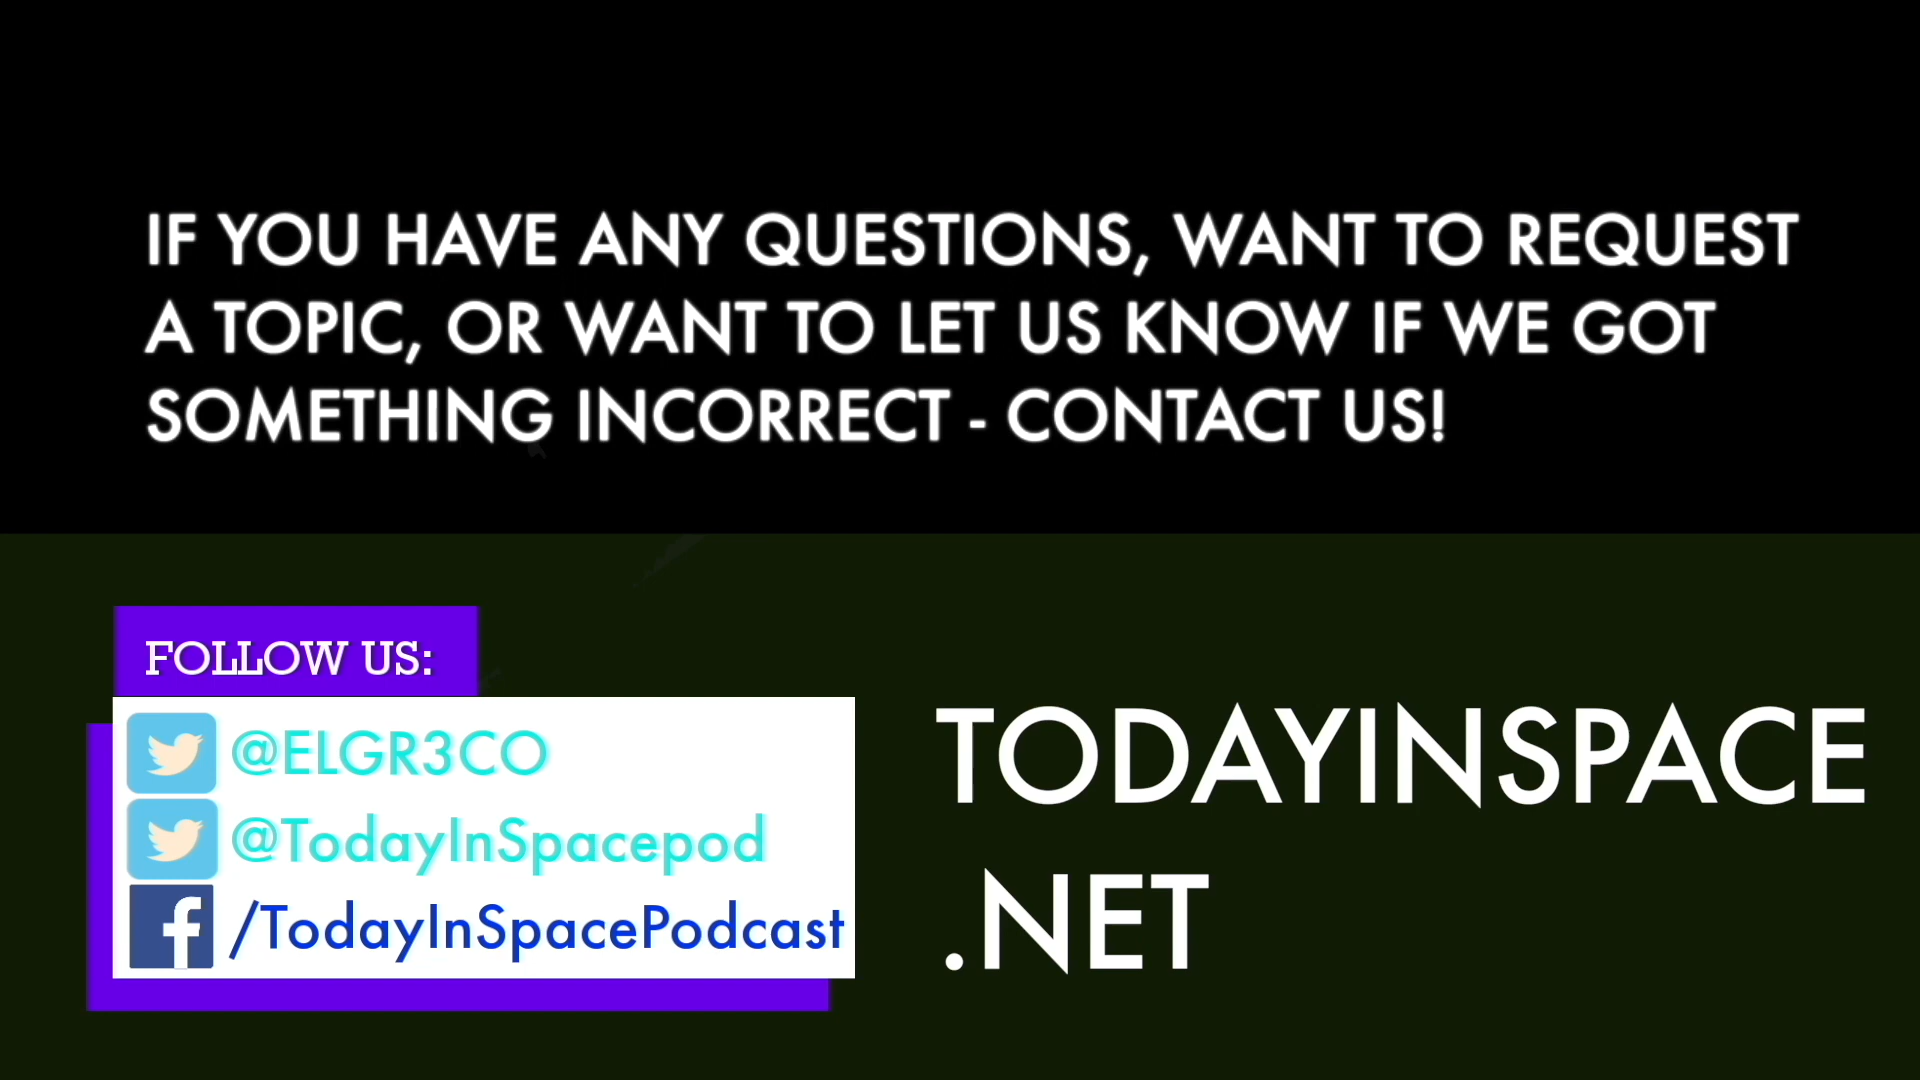 IF YOU HAVE ANY QUESTIONS, WANT TO REQUEST
A TOPIC, OR WANT TO LET US KNOW IF WE GOT
SOMETHING INCORRECT - CONTACT US!
FOLLOW US:
@ELGR3CO
@TodayInSpacepod
/TodayInSpacePodcast
TODAYINSPACE
.NET